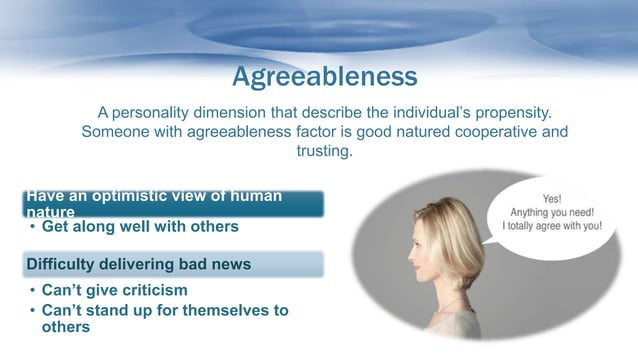 Agreeableness
A personality dimension that describe the individual's propensity.
Someone with agreeableness factor is good natured cooperative and
trusting.
Have an optimistic view of human
nature
• Get along well with others
Difficulty delivering bad news
• Can't give criticism
• Can't stand up for themselves to
others
Yes!
Anything you need!
I totally agree with you!